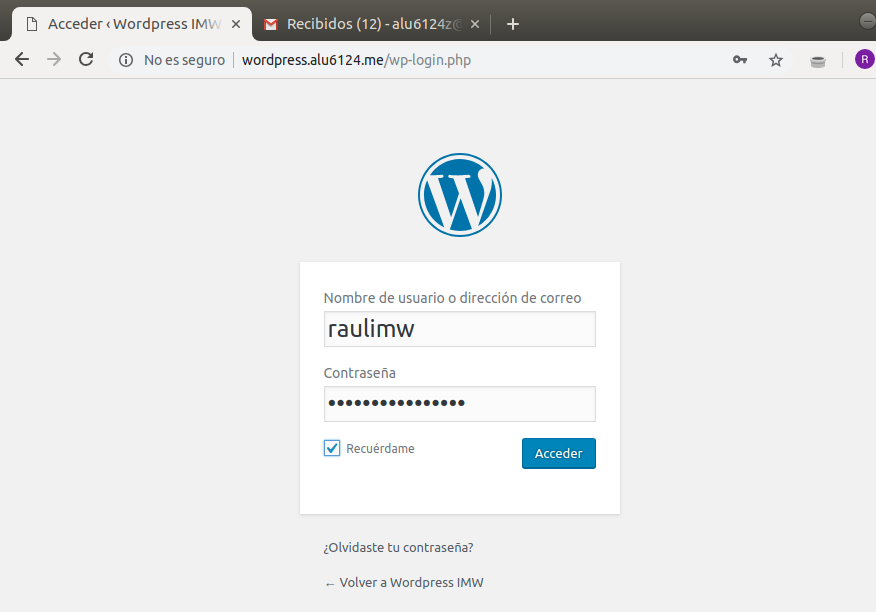 Acceder ‹ Wordpress IMW
Recibidos (12) - alu6124z@
No es seguro
wordpress.alu6124.me/wp-login.php
R
Nombre de usuario o dirección de correo
raulimw
Contraseña
••••••••••••••••
Recuérdame
Acceder
¿Olvidaste tu contraseña?
← Volver a Wordpress IMW